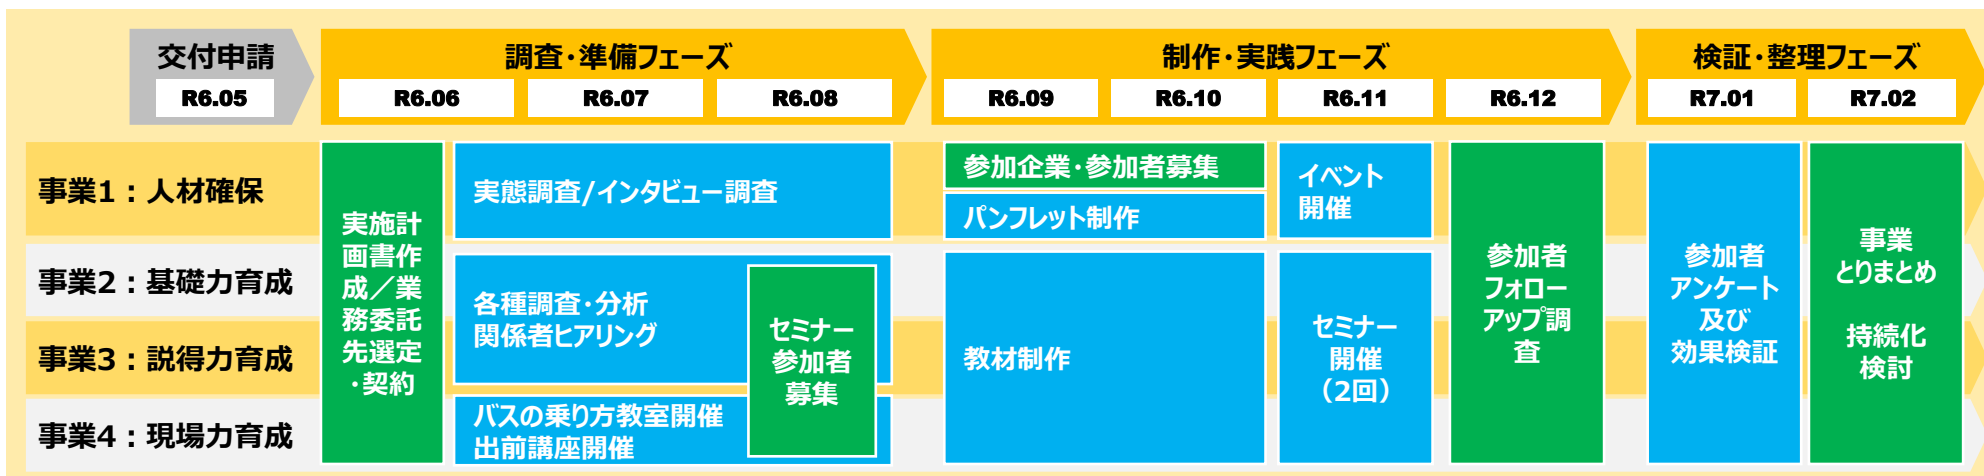 交付申請
R6.05
調査・準備フェーズ
R6.06
R6.07
R6.08
制作・実践フェーズ
R6.09
R6.10
R6.11
R6.12
検証・整理フェーズ
R7.01
R7.02
事業1：人材確保
事業2：基礎力育成
事業3：説得力育成
事業4：現場力育成
実施計
画書作
成／業
務委託
先選定
・契約
実態調査/インタビュー調査
各種調査・分析
関係者ヒアリング
バスの乗り方教室開催
出前講座開催
セミナー
参加者
募集
参加企業・参加者募集
パンフレット制作
教材制作
イベント
開催
セミナー
開催
（2回）
参加者
フォロー
アップ調
査
参加者
アンケート
及び
効果検証
事業
とりまとめ
持続化
検討